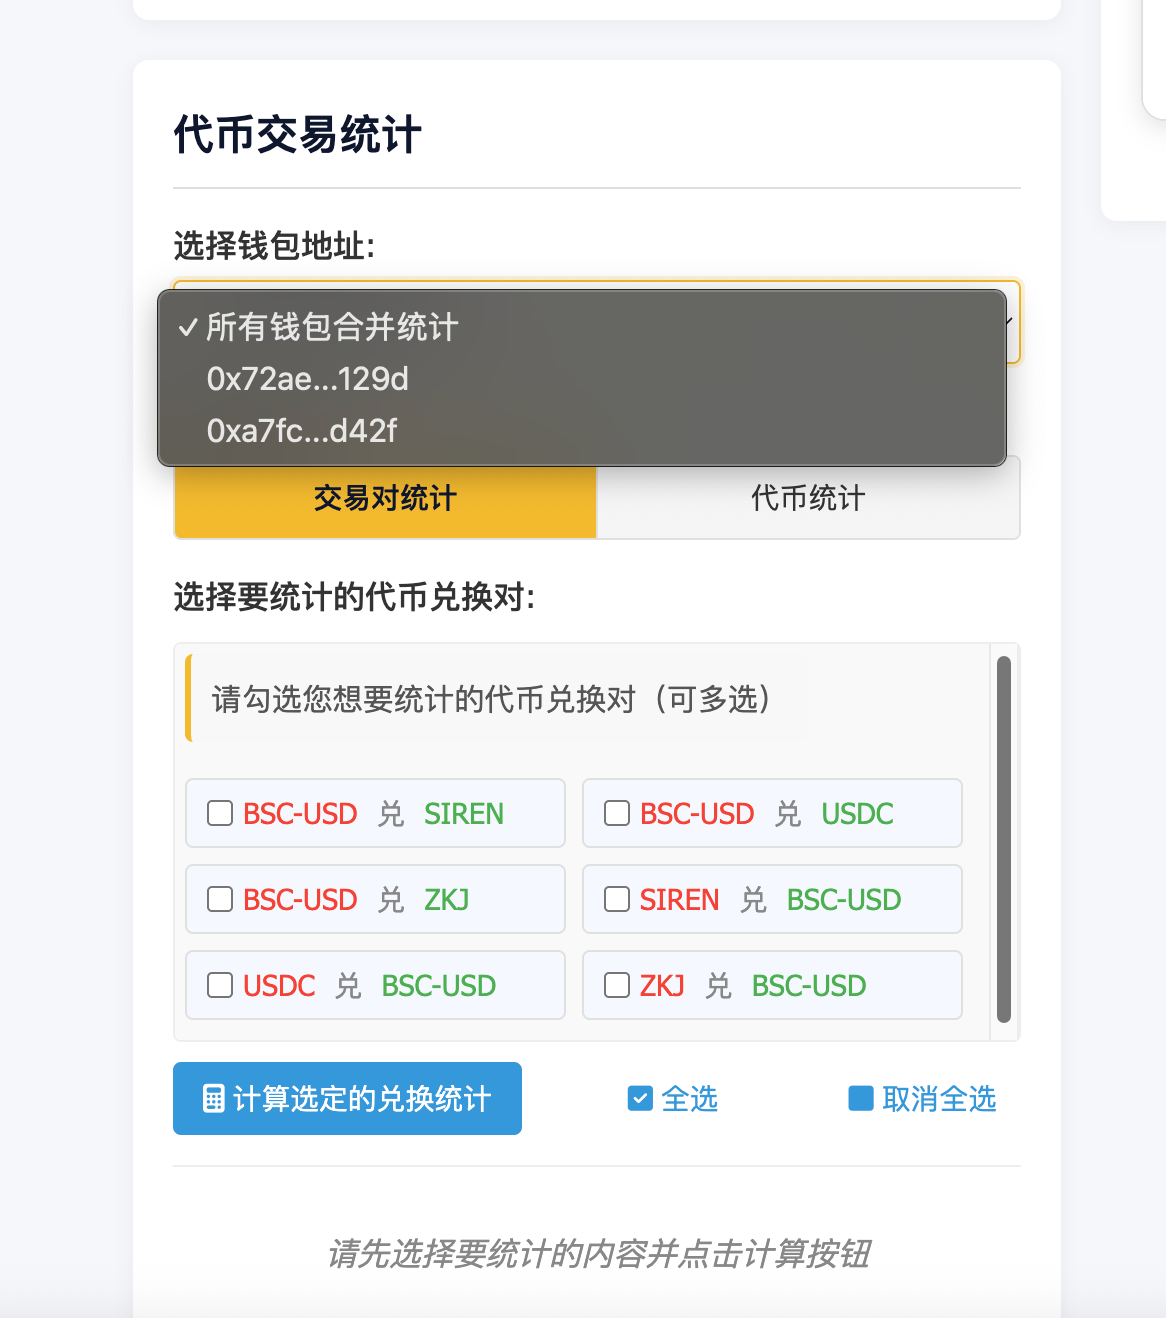 代币交易统计
选择钱包地址:
✓ 所有钱包合并统计
0x72ae...129d
0xa7fc...d42f
交易对统计
代币统计
选择要统计的代币兑换对:
请勾选您想要统计的代币兑换对（可多选）
BSC-USD 兑 SIREN
BSC-USD 兑 USDC
BSC-USD 兑 ZKJ
SIREN 兑 BSC-USD
USDC 兑 BSC-USD
ZKJ 兑 BSC-USD
计算选定的兑换统计
全选
取消全选
请先选择要统计的内容并点击计算按钮